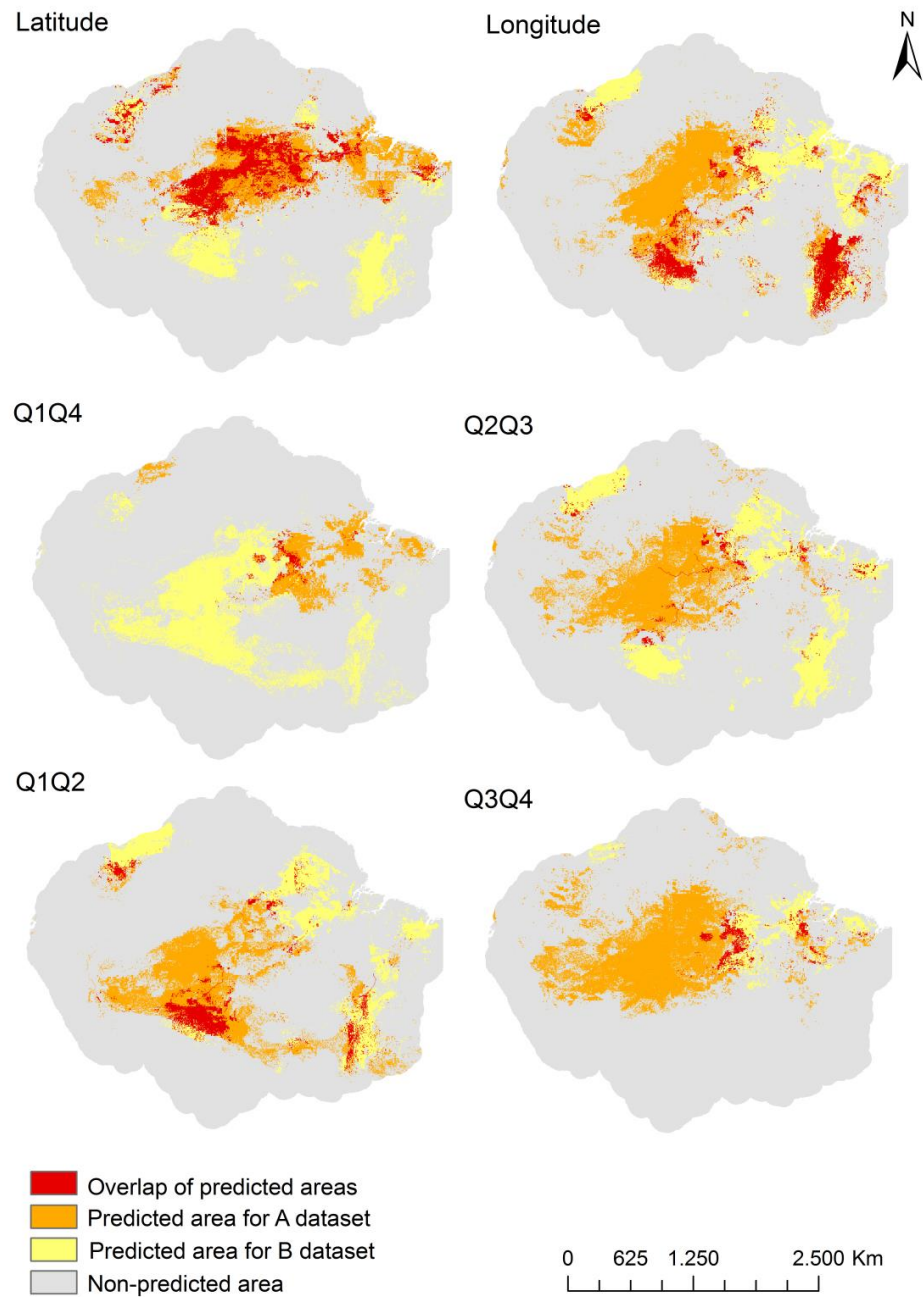 Latitude
Longitude
N
Q1Q4
Q2Q3
Q1Q2
Q3Q4
Overlap of predicted areas
Predicted area for A dataset
Predicted area for B dataset
Non-predicted area
0 625 1.250 2.500 Km